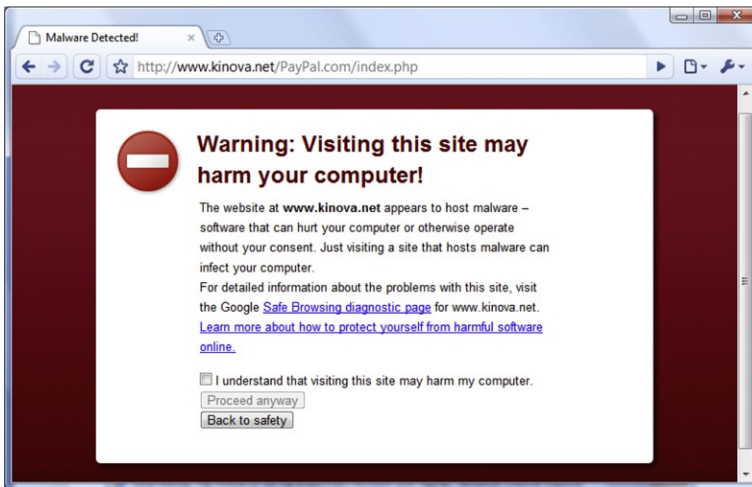 Malware Detected!
http://www.kinova.net/PayPal.com/index.php
Warning: Visiting this site may
harm your computer!
The website at www.kinova.net appears to host malware –
software that can hurt your computer or otherwise operate
without your consent. Just visiting a site that hosts malware can
infect your computer.
For detailed information about the problems with this site, visit
the Google Safe Browsing diagnostic page for www.kinova.net.
Learn more about how to protect yourself from harmful software
online.
I understand that visiting this site may harm my computer.
Proceed anyway
Back to safety